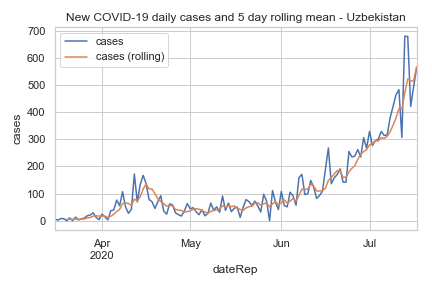 New COVID-19 daily cases and 5 day rolling mean - Uzbekistan
cases
cases (rolling)
700
600
500
400
300
200
100
0
cases
Apr
2020
May
Jun
Jul
dateRep